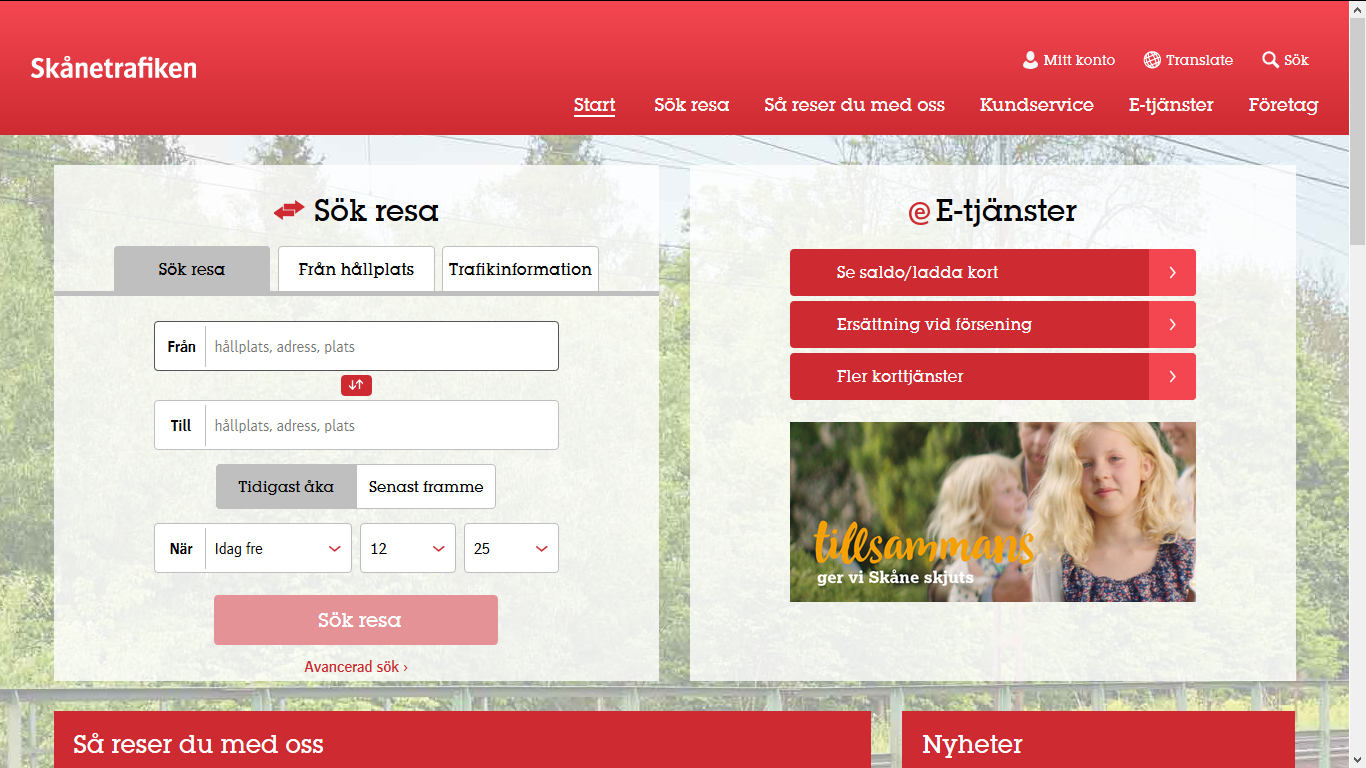 Skånetrafiken
Mitt konto
Translate
Sök
Start
Sök resa
Så reser du med oss
Kundservice
E-tjänster
Företag
Sök resa
Sök resa
Från hållplats
Trafikinformation
Från
hållplats, adress, plats
Till
hållplats, adress, plats
Tidigast åka
Senast framme
När
Idag fre
12
25
Sök resa
Avancerad sök ›
E-tjänster
Se saldo/ladda kort
Ersättning vid försening
Fler korttjänster
tillsammans
ger vi Skåne skjuts
Så reser du med oss
Nyheter